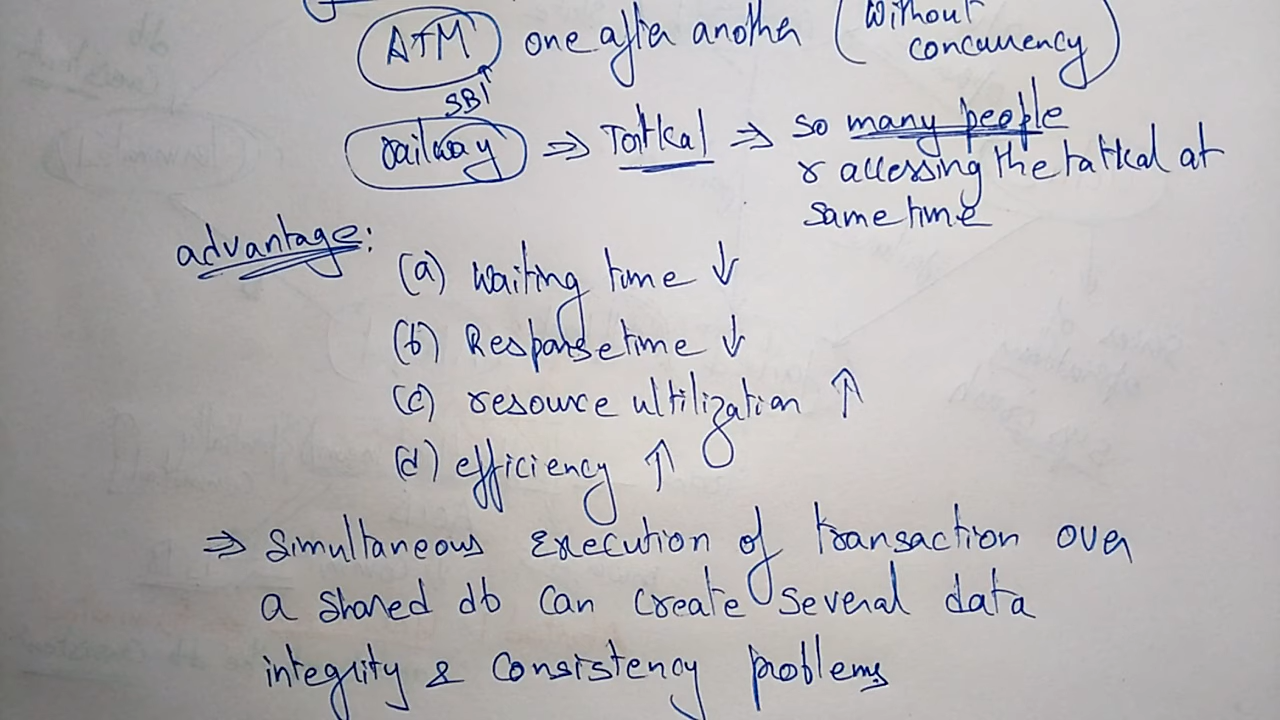 ATM one after another (Without
concurrency)
SBI
railway ⇒ Tatkal ⇒ so many people
r accessing the tatkal at
same time
advantage:
(a) waiting time ↓
(b) Response time ↓
(c) resource ultilization ↑
(d) efficiency ↑
⇒ Simultaneous Execution of transaction over
a shared db can create several data
integrity & consistency problems